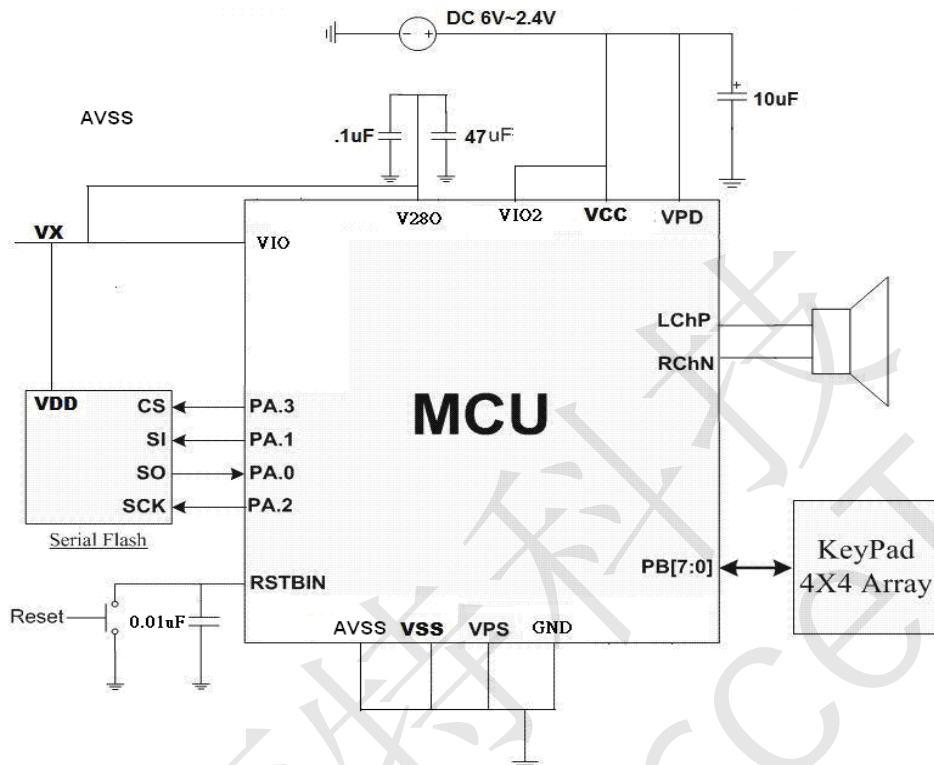 DC 6V~2.4V
10uF
AVSS
.1uF
47uF
V28O
VIO2
VCC
VPD
VX
VIO
LChP
RChN
MCU
VDD
CS
PA.3
SI
PA.1
SO
PA.0
SCK
PA.2
Serial Flash
PB[7:0]
KeyPad
4X4 Array
RSTBIN
Reset
0.01uF
AVSS
VSS
VPS
GND